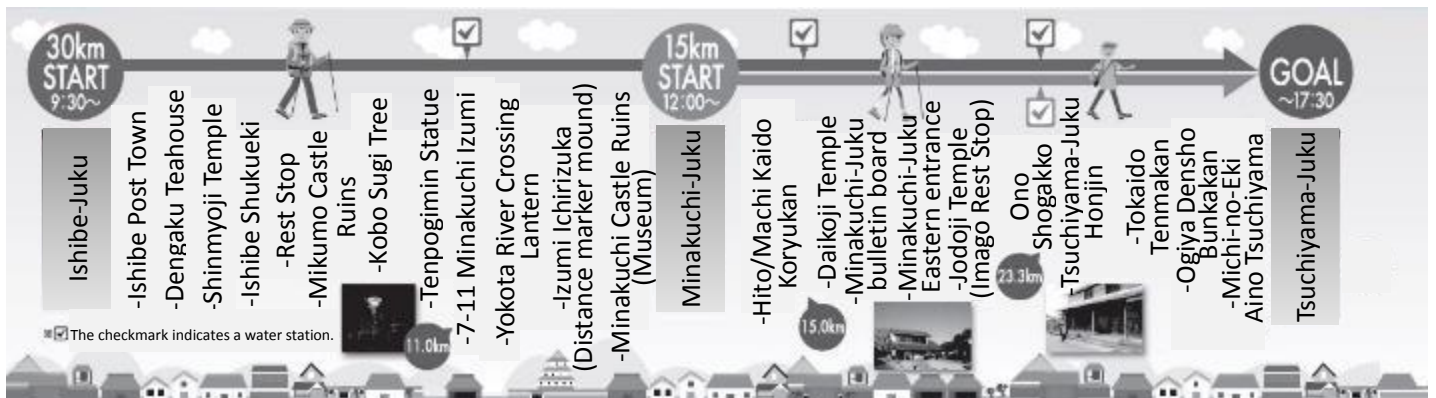 30km
START
9:30~
15km
START
12:00~
GOAL
~17:30
Ishibe-Juku
-Ishibe Post Town
-Dengaku Teahouse
-Shinmyoji Temple
-Ishibe Shukueki
-Rest Stop
-Mikumo Castle
Ruins
-Kobo Sugi Tree
-Tenpogimin Statue
-7-11 Minakuchi Izumi
-Yokota River Crossing
Lantern
-Izumi Ichirizuka
(Distance marker mound)
-Minakuchi Castle Ruins
(Museum)
Minakuchi-Juku
-Hito/Machi Kaido
Koryukan
-Daikoji Temple
-Minakuchi-Juku
bulletin board
-Minakuchi-Juku
Eastern entrance
-Jodoji Temple
(Imago Rest Stop)
Ono
Shogakko
-Tsuchiyama-Juku
Honjin
-Tokaido
Tenmakan
-Ogiya Densho
Bunkakan
-Michi-no-Eki
Aino Tsuchiyama
Tsuchiyama-Juku
11.0km
15.0km
23.3km
※☑The checkmark indicates a water station.